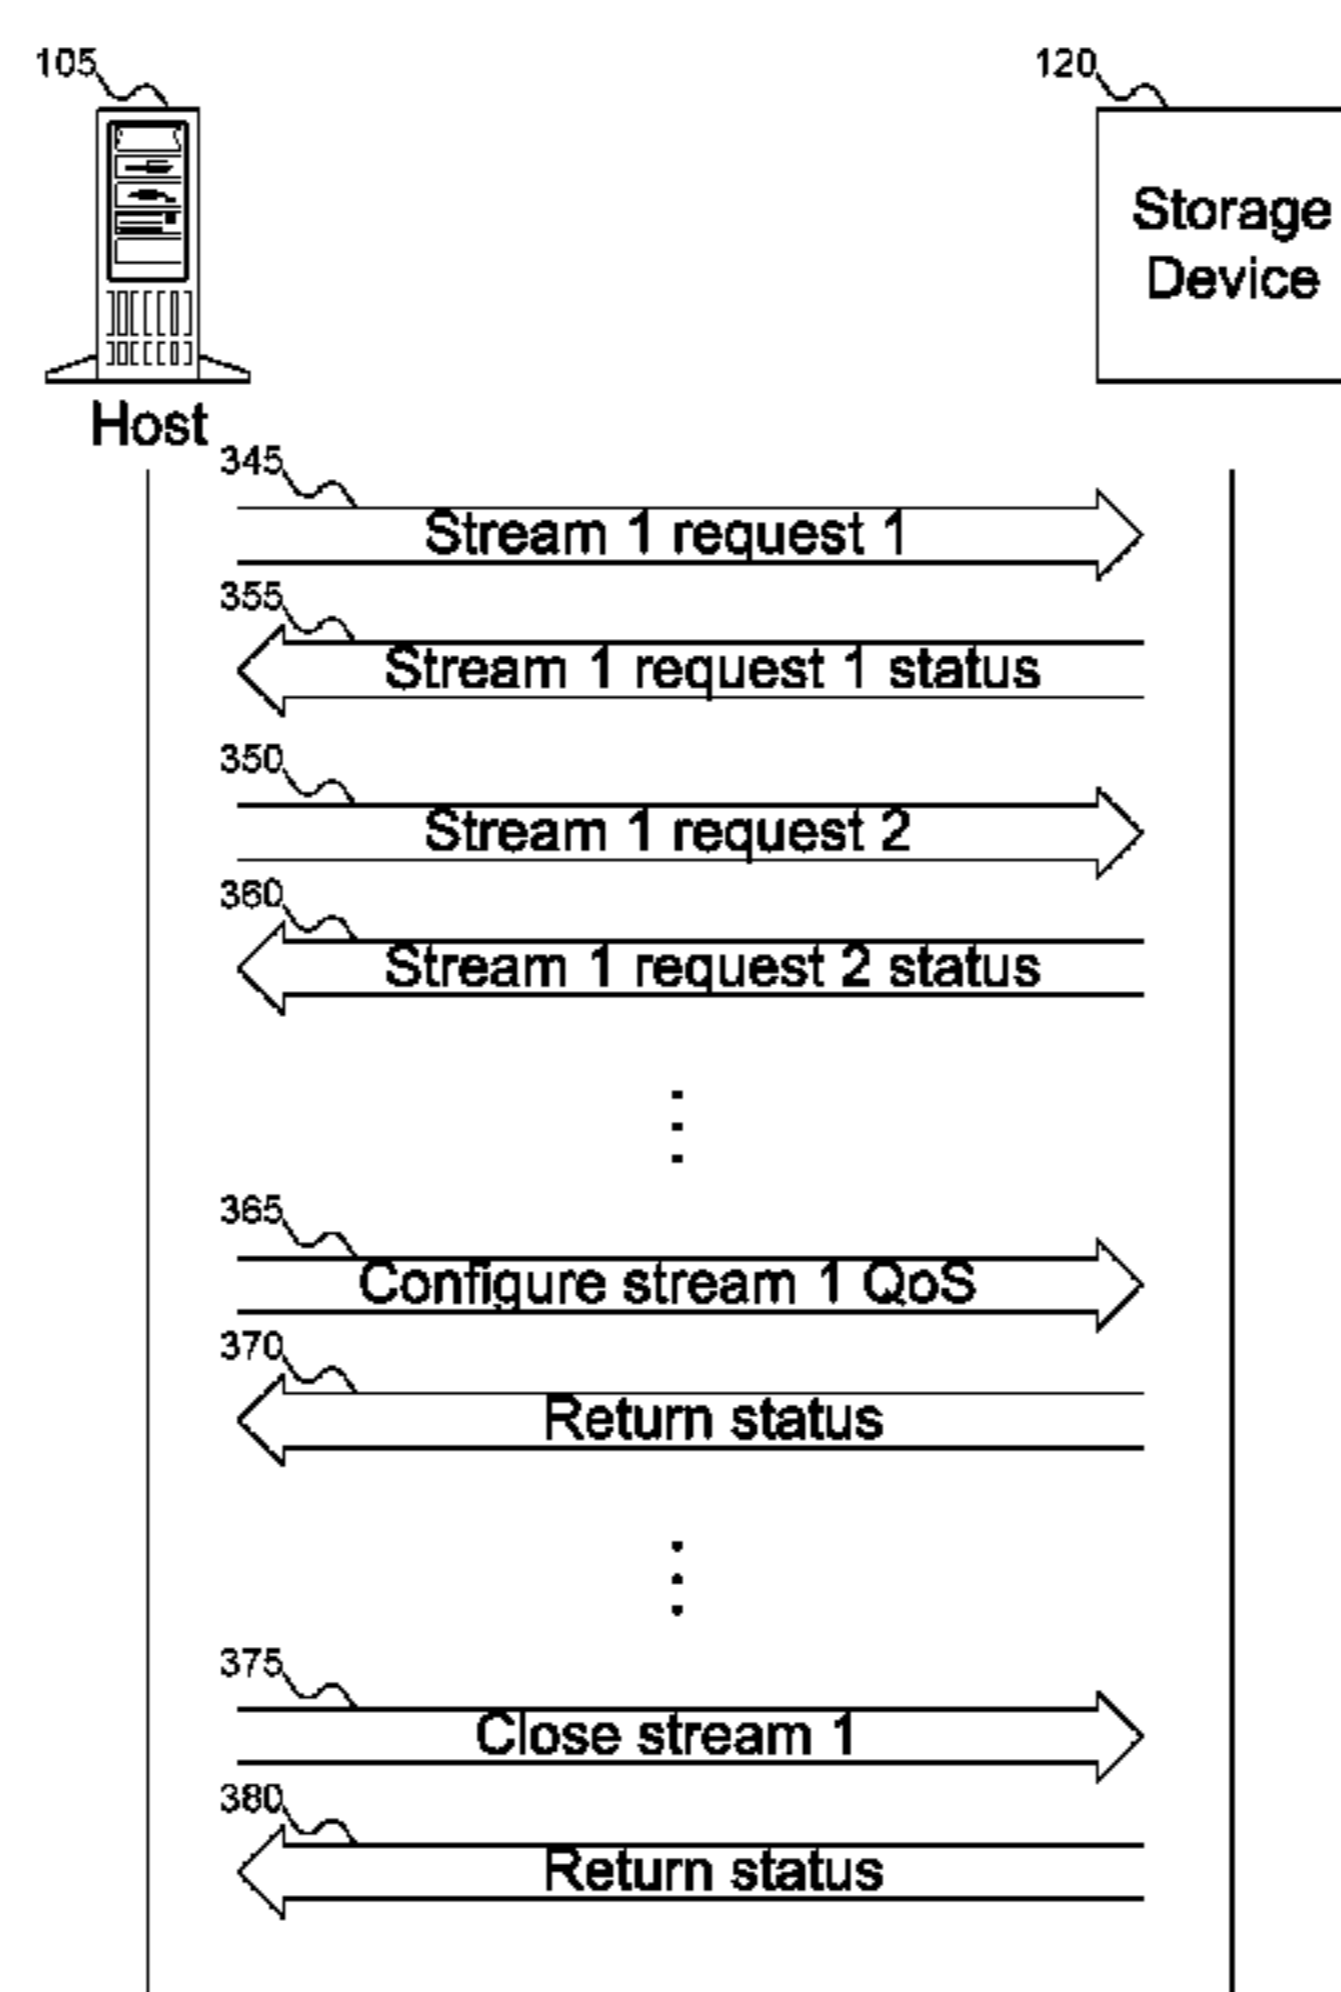 105
120
Storage
Device
Host
345
Stream 1 request 1
355
Stream 1 request 1 status
350
Stream 1 request 2
360
Stream 1 request 2 status
365
Configure stream 1 QoS
370
Return status
375
Close stream 1
380
Return status